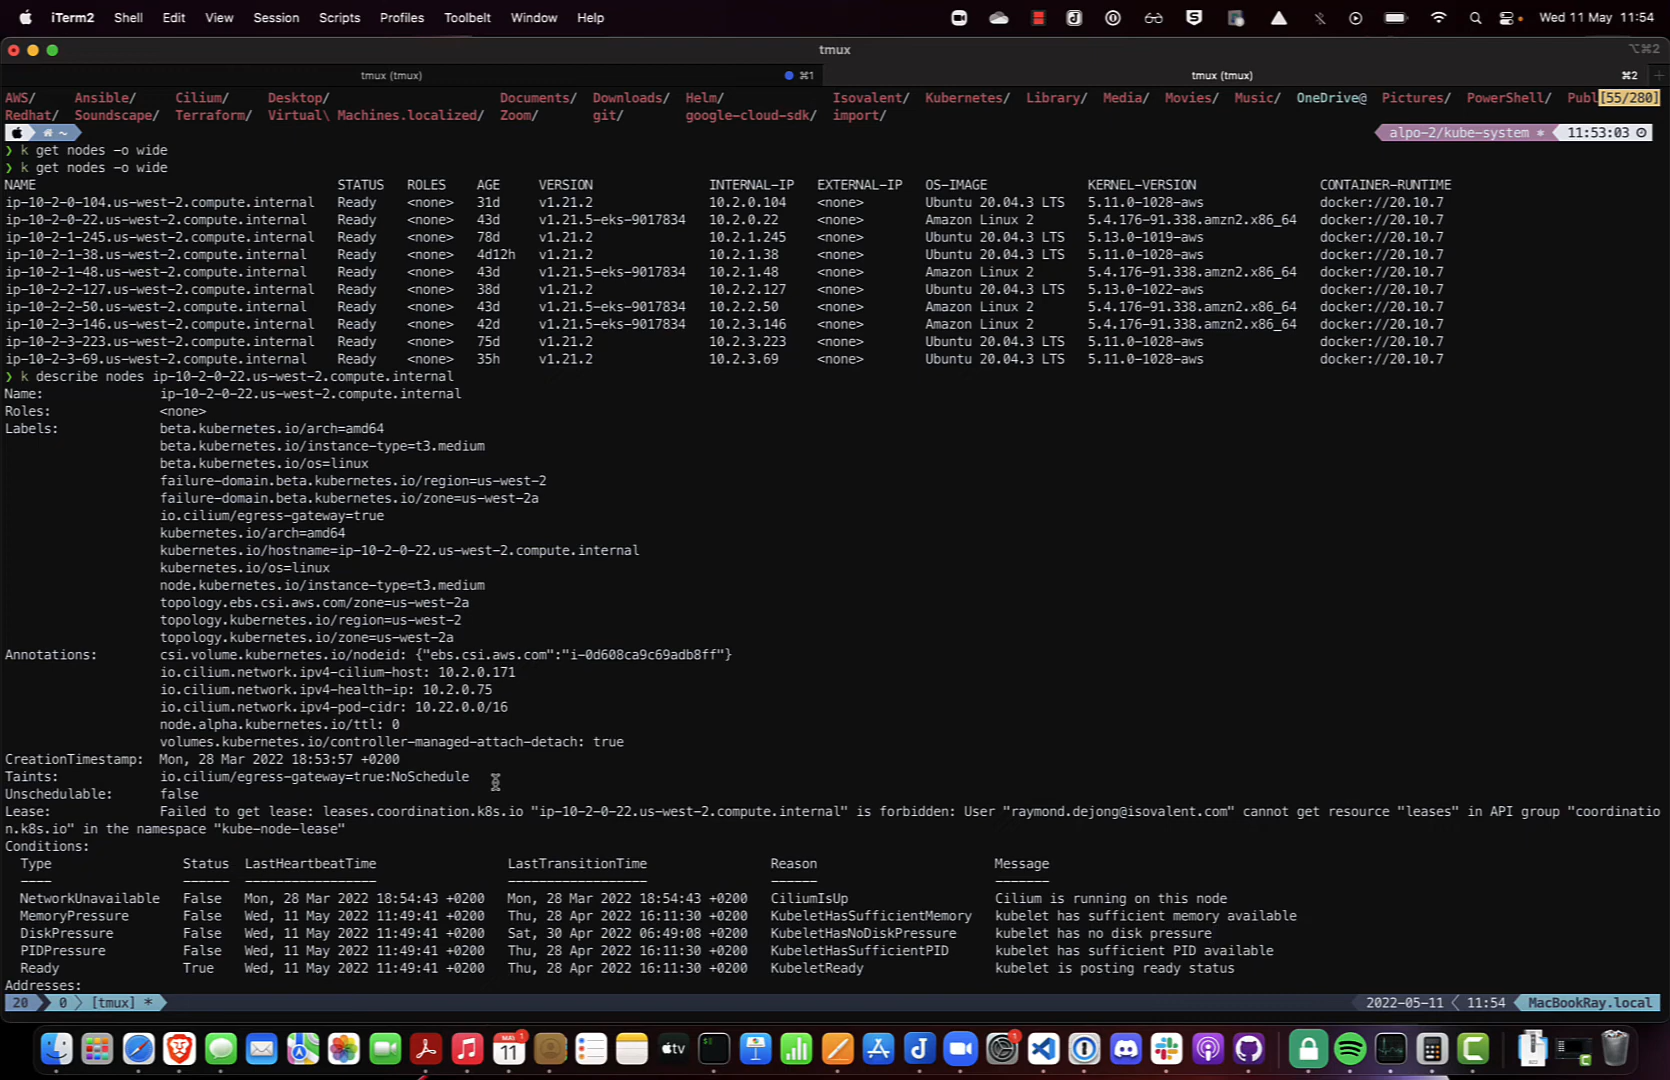 iTerm2 Shell Edit View Session Scripts Profiles Toolbelt Window Help Wed 11 May 11:54
tmux ⌥⌘2
tmux (tmux) ⌘1 tmux (tmux) ⌘2
AWS/ Ansible/ Cilium/ Desktop/ Documents/ Downloads/ Helm/ Isovalent/ Kubernetes/ Library/ Media/ Movies/ Music/ OneDrive@ Pictures/ PowerShell/ Publ[55/280]
Redhat/ Soundscape/ Terraform/ Virtual\ Machines.localized/ Zoom/ git/ google-cloud-sdk/ import/
~ alpo-2/kube-system 11:53:03
❯ k get nodes -o wide
❯ k get nodes -o wide
NAME STATUS ROLES AGE VERSION INTERNAL-IP EXTERNAL-IP OS-IMAGE KERNEL-VERSION CONTAINER-RUNTIME
ip-10-2-0-104.us-west-2.compute.internal Ready <none> 31d v1.21.2 10.2.0.104 <none> Ubuntu 20.04.3 LTS 5.11.0-1028-aws docker://20.10.7
ip-10-2-0-22.us-west-2.compute.internal Ready <none> 43d v1.21.5-eks-9017834 10.2.0.22 <none> Amazon Linux 2 5.4.176-91.338.amzn2.x86_64 docker://20.10.7
ip-10-2-1-245.us-west-2.compute.internal Ready <none> 78d v1.21.2 10.2.1.245 <none> Ubuntu 20.04.3 LTS 5.13.0-1019-aws docker://20.10.7
ip-10-2-1-38.us-west-2.compute.internal Ready <none> 4d12h v1.21.2 10.2.1.38 <none> Ubuntu 20.04.3 LTS 5.11.0-1028-aws docker://20.10.7
ip-10-2-1-48.us-west-2.compute.internal Ready <none> 43d v1.21.5-eks-9017834 10.2.1.48 <none> Amazon Linux 2 5.4.176-91.338.amzn2.x86_64 docker://20.10.7
ip-10-2-2-127.us-west-2.compute.internal Ready <none> 38d v1.21.2 10.2.2.127 <none> Ubuntu 20.04.3 LTS 5.13.0-1022-aws docker://20.10.7
ip-10-2-2-50.us-west-2.compute.internal Ready <none> 43d v1.21.5-eks-9017834 10.2.2.50 <none> Amazon Linux 2 5.4.176-91.338.amzn2.x86_64 docker://20.10.7
ip-10-2-3-146.us-west-2.compute.internal Ready <none> 42d v1.21.5-eks-9017834 10.2.3.146 <none> Amazon Linux 2 5.4.176-91.338.amzn2.x86_64 docker://20.10.7
ip-10-2-3-223.us-west-2.compute.internal Ready <none> 75d v1.21.2 10.2.3.223 <none> Ubuntu 20.04.3 LTS 5.11.0-1028-aws docker://20.10.7
ip-10-2-3-69.us-west-2.compute.internal Ready <none> 35h v1.21.2 10.2.3.69 <none> Ubuntu 20.04.3 LTS 5.11.0-1028-aws docker://20.10.7
❯ k describe nodes ip-10-2-0-22.us-west-2.compute.internal
Name: ip-10-2-0-22.us-west-2.compute.internal
Roles: <none>
Labels: beta.kubernetes.io/arch=amd64
beta.kubernetes.io/instance-type=t3.medium
beta.kubernetes.io/os=linux
failure-domain.beta.kubernetes.io/region=us-west-2
failure-domain.beta.kubernetes.io/zone=us-west-2a
io.cilium/egress-gateway=true
kubernetes.io/arch=amd64
kubernetes.io/hostname=ip-10-2-0-22.us-west-2.compute.internal
kubernetes.io/os=linux
node.kubernetes.io/instance-type=t3.medium
topology.ebs.csi.aws.com/zone=us-west-2a
topology.kubernetes.io/region=us-west-2
topology.kubernetes.io/zone=us-west-2a
Annotations: csi.volume.kubernetes.io/nodeid: {"ebs.csi.aws.com":"i-0d608ca9c69adb8ff"}
io.cilium.network.ipv4-cilium-host: 10.2.0.171
io.cilium.network.ipv4-health-ip: 10.2.0.75
io.cilium.network.ipv4-pod-cidr: 10.22.0.0/16
node.alpha.kubernetes.io/ttl: 0
volumes.kubernetes.io/controller-managed-attach-detach: true
CreationTimestamp: Mon, 28 Mar 2022 18:53:57 +0200
Taints: io.cilium/egress-gateway=true:NoSchedule
Unschedulable: false
Lease: Failed to get lease: leases.coordination.k8s.io "ip-10-2-0-22.us-west-2.compute.internal" is forbidden: User "raymond.dejong@isovalent.com" cannot get resource "leases" in API group "coordinatio
n.k8s.io" in the namespace "kube-node-lease"
Conditions:
Type Status LastHeartbeatTime LastTransitionTime Reason Message
---- ------ ----------------- ------------------ ------ -------
NetworkUnavailable False Mon, 28 Mar 2022 18:54:43 +0200 Mon, 28 Mar 2022 18:54:43 +0200 CiliumIsUp Cilium is running on this node
MemoryPressure False Wed, 11 May 2022 11:49:41 +0200 Thu, 28 Apr 2022 16:11:30 +0200 KubeletHasSufficientMemory kubelet has sufficient memory available
DiskPressure False Wed, 11 May 2022 11:49:41 +0200 Sat, 30 Apr 2022 06:49:08 +0200 KubeletHasNoDiskPressure kubelet has no disk pressure
PIDPressure False Wed, 11 May 2022 11:49:41 +0200 Thu, 28 Apr 2022 16:11:30 +0200 KubeletHasSufficientPID kubelet has sufficient PID available
Ready True Wed, 11 May 2022 11:49:41 +0200 Thu, 28 Apr 2022 16:11:30 +0200 KubeletReady kubelet is posting ready status
Addresses:
20 0 [tmux] * 2022-05-11 11:54 MacBookRay.local
MAY 11 1 tv 1